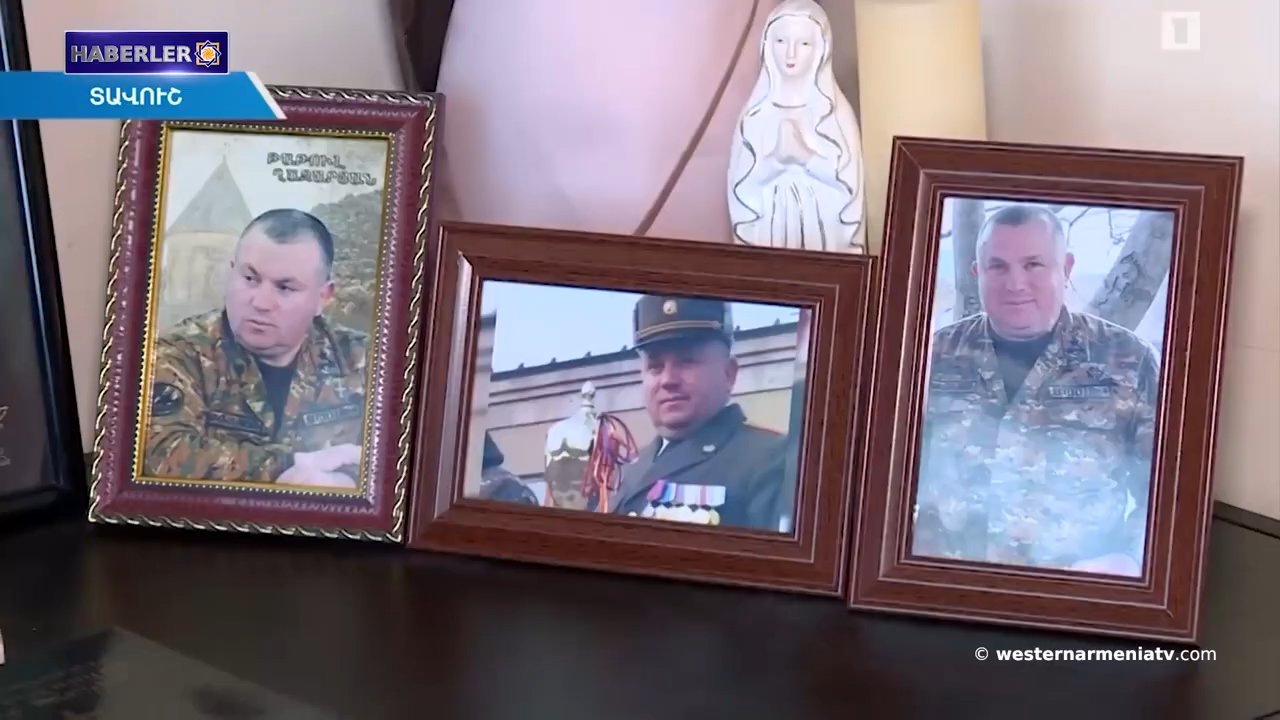 HABERLER
ՏԱՎՈՒՇ
1
© westernarmeniatv.com